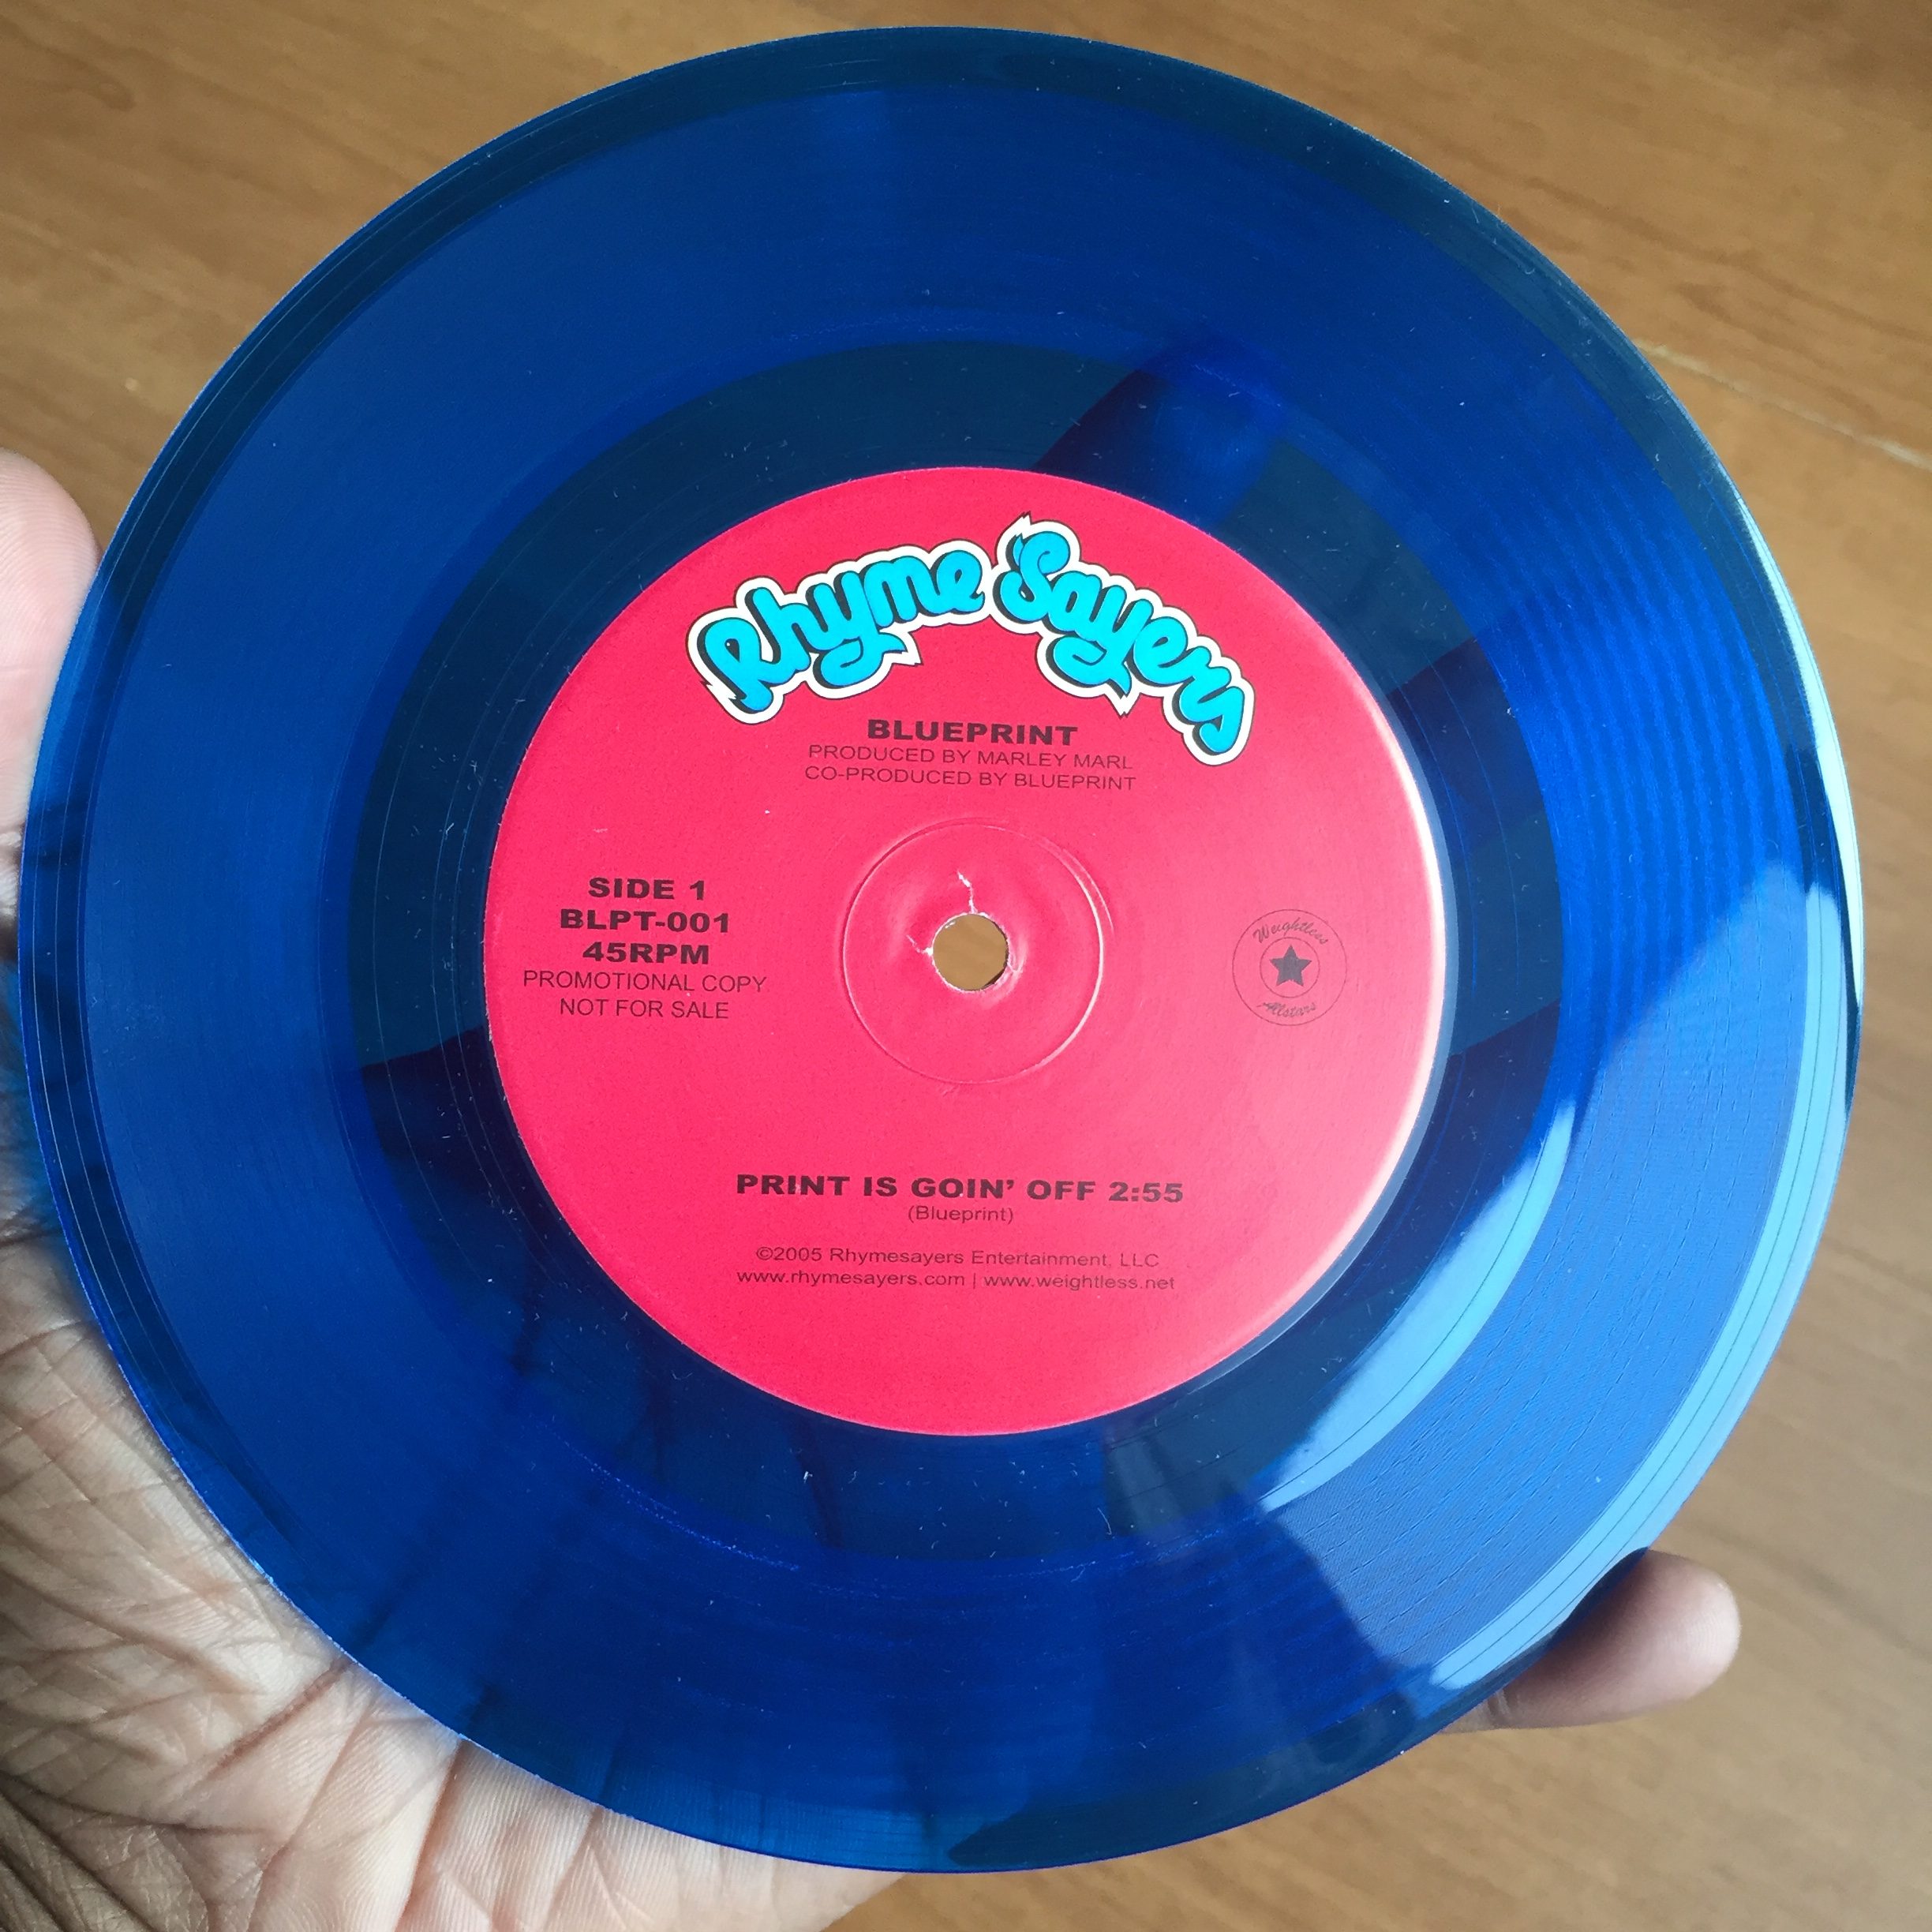 Rhyme Sayers
BLUEPRINT
PRODUCED BY MARLEY MARL
CO-PRODUCED BY BLUEPRINT
SIDE 1
BLPT-001
45RPM
PROMOTIONAL COPY
NOT FOR SALE
Weightless
Allstars
PRINT IS GOIN' OFF 2:55
(Blueprint)
©2005 Rhymesayers Entertainment, LLC
www.rhymesayers.com | www.weightless.net